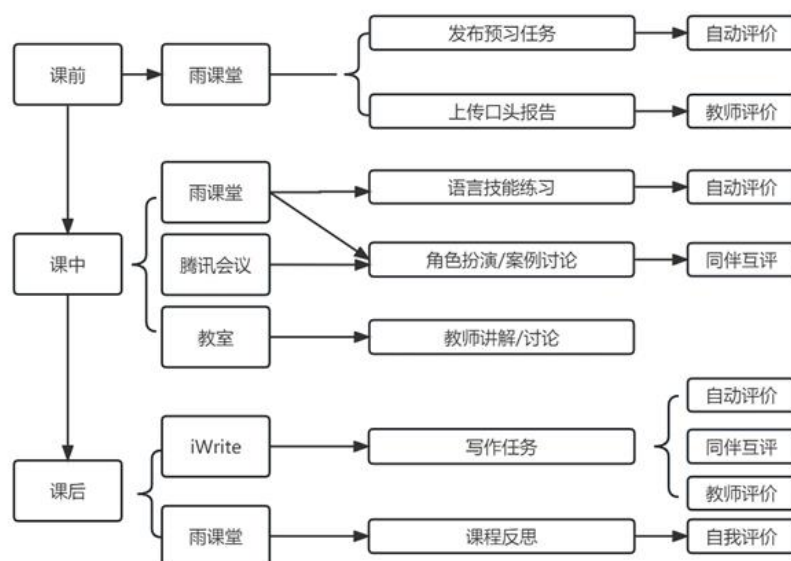 发布预习任务
自动评价
课前
雨课堂
上传口头报告
教师评价
雨课堂
语言技能练习
自动评价
课中
腾讯会议
角色扮演/案例讨论
同伴互评
教室
教师讲解/讨论
自动评价
iWrite
写作任务
同伴互评
课后
教师评价
雨课堂
课程反思
自我评价